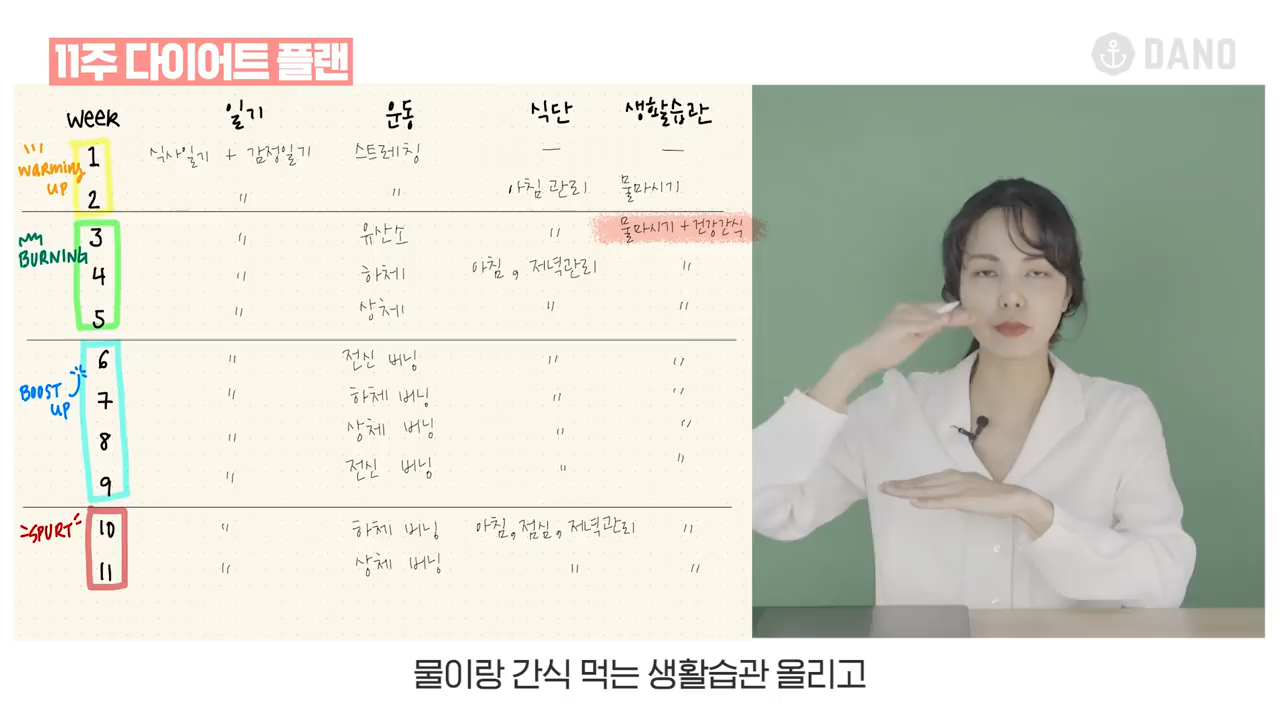 11주 다이어트 플랜
DANO
week 일기 운동 식단 생활습관
WARMING UP
1 식사일기 + 감정일기 스트레칭 — —
2 〃 〃 아침관리 물마시기
BURNING
3 〃 유산소 〃 물마시기 + 건강간식
4 〃 하체 아침, 저녁관리 〃
5 〃 상체 〃 〃
BOOST UP
6 〃 전신 버닝 〃 〃
7 〃 하체 버닝 〃 〃
8 〃 상체 버닝 〃 〃
9 〃 전신 버닝 〃 〃
SPURT
10 〃 하체 버닝 아침, 점심, 저녁관리 〃
11 〃 상체 버닝 〃 〃
물이랑 간식 먹는 생활습관 올리고